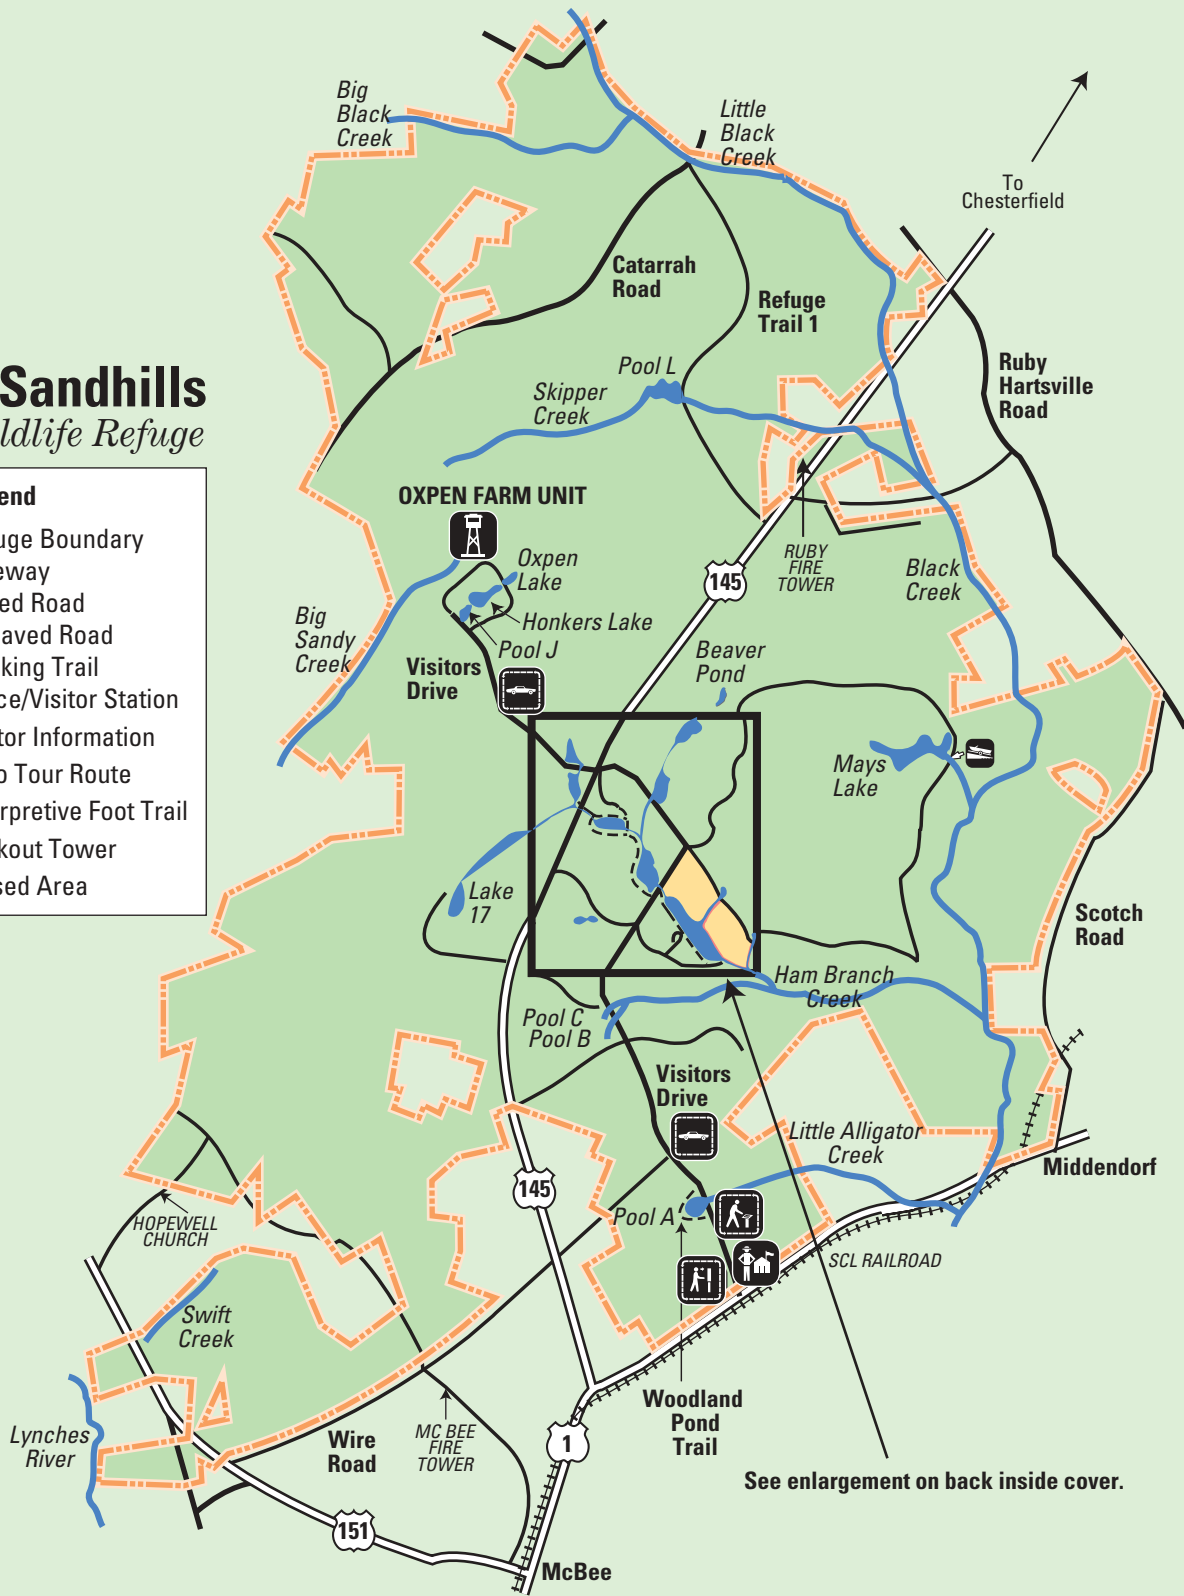 Big
Black
Creek
Little
Black
Creek
To
Chesterfield
Catarrah
Road
Refuge
Trail 1
Sandhills
ldlife Refuge
Pool L
Skipper
Creek
Ruby
Hartsville
Road
end
uge Boundary
eway
ed Road
aved Road
king Trail
ce/Visitor Station
tor Information
o Tour Route
erpretive Foot Trail
kout Tower
sed Area
OXPEN FARM UNIT
Oxpen
Lake
Honkers Lake
Pool J
Big
Sandy
Creek
Visitors
Drive
145
RUBY
FIRE
TOWER
Black
Creek
Beaver
Pond
Mays
Lake
Lake
17
Scotch
Road
Ham Branch
Creek
Pool C
Pool B
Visitors
Drive
Little Alligator
Creek
Middendorf
145
Pool A
HOPEWELL
CHURCH
SCL RAILROAD
Swift
Creek
Lynches
River
Wire
Road
MC BEE
FIRE
TOWER
Woodland
Pond
Trail
1
See enlargement on back inside cover.
151
McBee